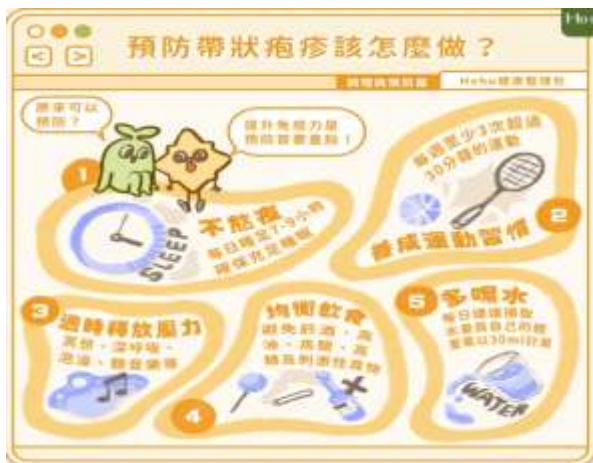 預防帶狀疱疹該怎麼做？
Hoho健康整理包
原來可以
預防？
提升免疫力是
預防首要重點！
1
不熬夜
每日睡足7-9小時
確保充足睡眠
SLEEP
每週至少3次超過
30分鐘的運動
2
養成運動習慣
3
適時釋放壓力
冥想、深呼吸、
泡澡、聽音樂等
4
均衡飲食
避免菸酒、高
油、高鹽、高
糖及刺激性食物
5
多喝水
每日建議攝取
水量為自己的體
重乘以30ml計算
WATER